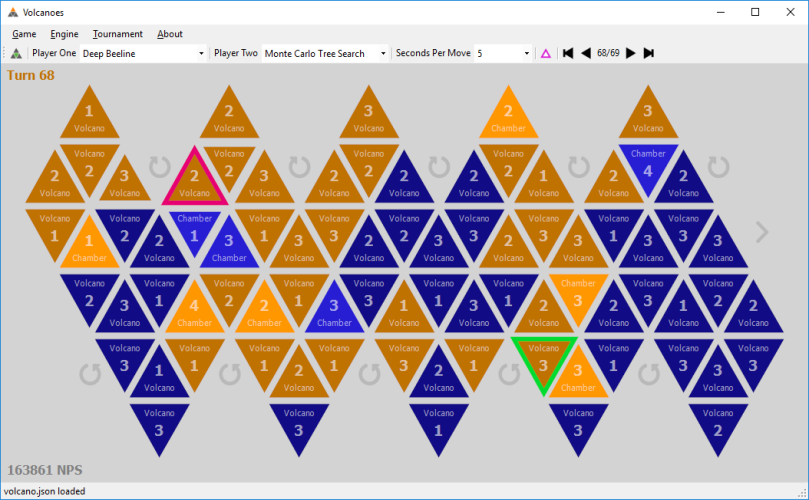 Volcanoes
Game Engine Tournament About
Player One Deep Beeline Player Two Monte Carlo Tree Search Seconds Per Move 5 68/69
Turn 68
1 2 3 2 3
Volcano Volcano Volcano Chamber Volcano
Volcano Volcano Volcano Volcano Chamber
2 2 3 2 2 3 2 2 2 2 2 1 2 4 2
Volcano Volcano Volcano Volcano Volcano Volcano Volcano Volcano Volcano Volcano
Volcano Volcano Chamber Volcano Volcano Volcano Volcano Volcano Volcano Volcano
1 1 2 2 1 3 1 3 3 2 2 3 3 2 3 3 1 3 3 3
Chamber Volcano Chamber Volcano Volcano Volcano Volcano Volcano Volcano Volcano
Volcano Volcano Volcano Volcano Volcano Volcano Volcano Chamber Volcano Volcano
2 3 1 4 2 2 1 3 3 1 3 3 1 2 3 2 3 1 2 2
Volcano Chamber Chamber Chamber Volcano Volcano Volcano Volcano Volcano Volcano
Volcano Volcano Volcano Volcano Volcano Volcano Volcano Volcano Volcano Volcano
3 1 1 1 2 1 3 2 1 3 3 1 1 2 3
Volcano Volcano Volcano Chamber Volcano
Volcano Volcano Volcano Volcano Volcano
3 3 1 3 2
163861 NPS
volcano.json loaded